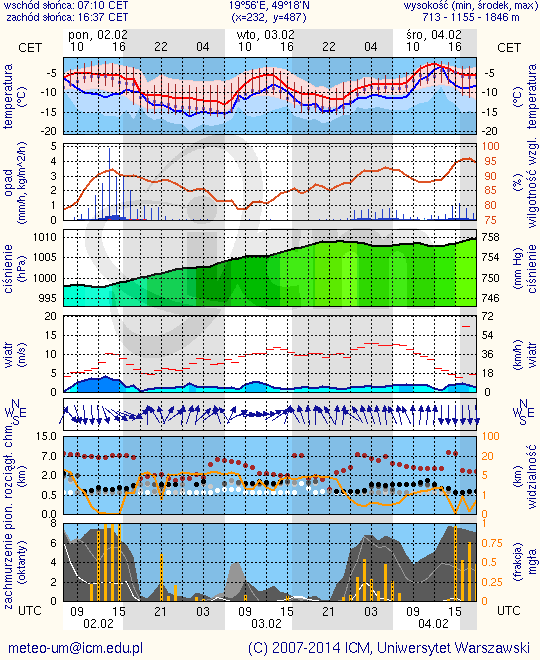 wschód słońca: 07:10 CET 19°56'E, 49°18'N wysokość (min, środek, max)
zachód słońca: 16:37 CET (x=232, y=487) 713 - 1155 - 1846 m
pon, 02.02 wto, 03.02 śro, 04.02
CET 10 16 22 04 10 16 22 04 10 16 CET
temperatura (°C)
-5
-10
-15
-20
-5
-10
-15
-20
(°C) temperatura
opad (mm/h, kg/m^2/h)
5
4
3
2
1
0
100
95
90
85
80
75
(%) wilgotność wzgl.
ciśnienie (hPa)
1010
1005
1000
995
758
754
750
746
(mm Hg) ciśnienie
wiatr (m/s)
20
15
10
5
0
72
54
36
18
0
(km/h) wiatr
N
W E
S
N
W E
S
pion. rozciągł. chm. (km)
15.0
7.0
2.0
0.5
0.0
100
20
5
1
0
(km) widzialność
zachmurzenie (oktanty)
8
6
4
2
0
1
0.75
0.5
0.25
0
(frakcja) mgła
UTC 09 15 21 03 09 15 21 03 09 15 UTC
02.02 03.02 04.02
meteo-um@icm.edu.pl (C) 2007-2014 ICM, Uniwersytet Warszawski
icm